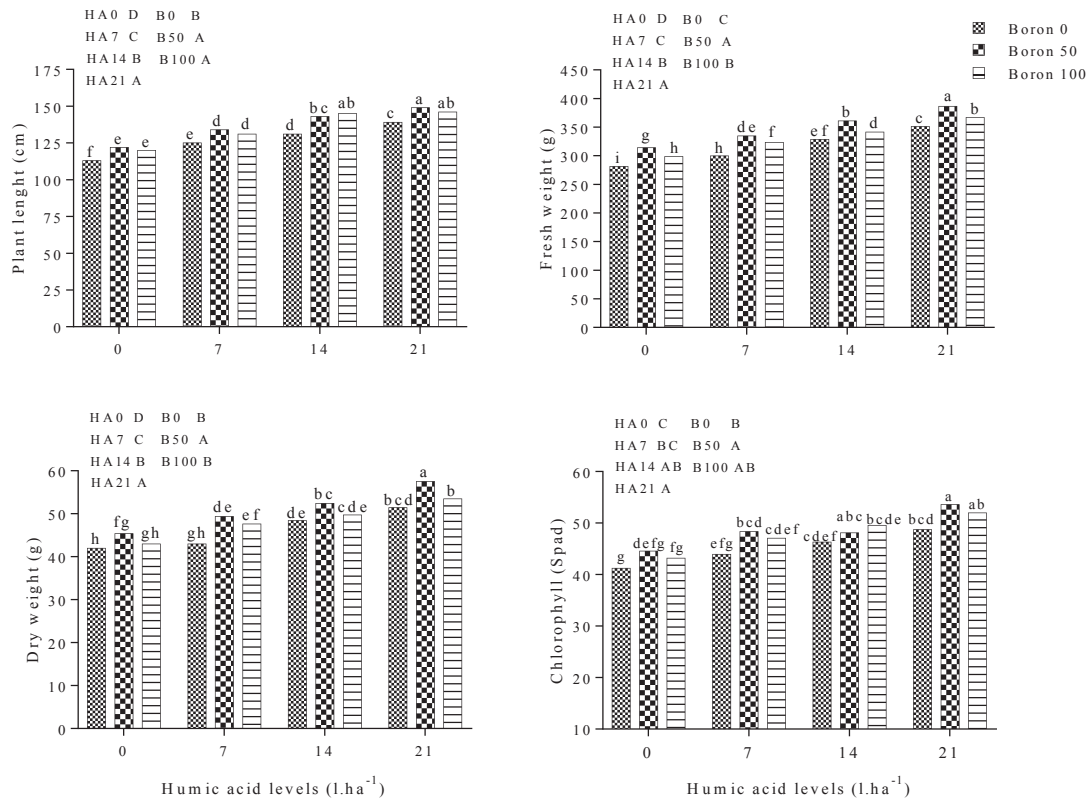 HA0 D B0 B
HA7 C B50 A
HA14 B B100 A
HA21 A
175
150
125
100
75
50
25
0
Plant lenght (cm)
f e e e d d d bc ab c a ab
0 7 14 21
HA0 D B0 C
HA7 C B50 A
HA14 B B100 B
HA21 A
450
400
350
300
250
200
150
100
50
0
Fresh weight (g)
i g h h de f ef b d c a b
0 7 14 21
Boron 0
Boron 50
Boron 100
HA0 D B0 B
HA7 C B50 A
HA14 B B100 B
HA21 A
60
50
40
30
20
10
0
Dry weight (g)
h fg gh gh de ef de bc cde bcd a b
0 7 14 21
Humic acid levels (l.ha⁻¹)
HA0 C B0 B
HA7 BC B50 A
HA14 AB B100 AB
HA21 A
60
50
40
30
20
10
Chlorophyll (Spad)
g defg fg efg bcd cdef cdef abc bcde bcd a ab
0 7 14 21
Humic acid levels (l.ha⁻¹)